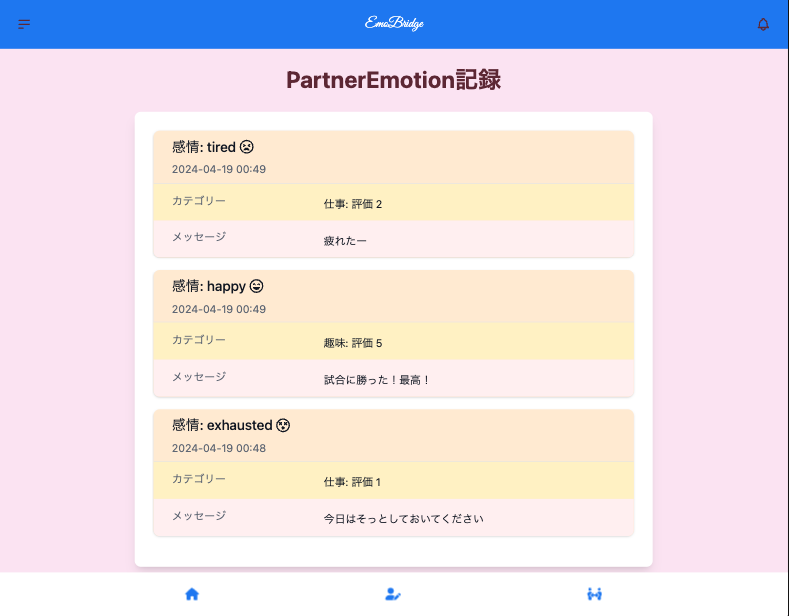 EmoBridge
PartnerEmotion記録
感情: tired
2024-04-19 00:49
カテゴリー
仕事: 評価 2
メッセージ
疲れたー
感情: happy
2024-04-19 00:49
カテゴリー
趣味: 評価 5
メッセージ
試合に勝った！最高！
感情: exhausted
2024-04-19 00:48
カテゴリー
仕事: 評価 1
メッセージ
今日はそっとしておいてください